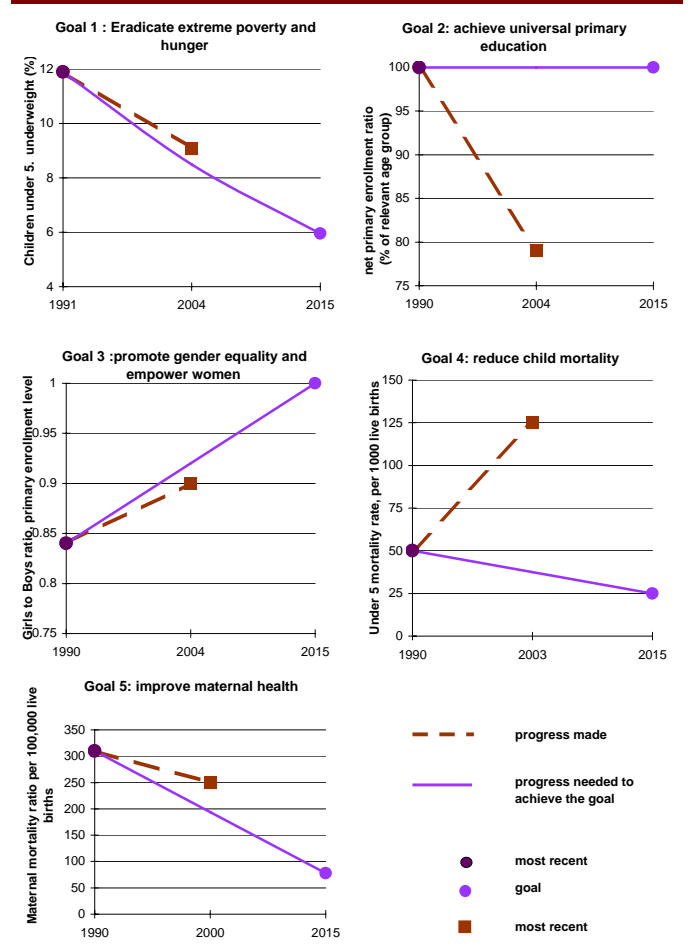 Goal 1 : Eradicate extreme poverty and
hunger
Children under 5. underweight (%)
12
10
8
6
4
1991
2004
2015
Goal 2: achieve universal primary
education
net primary enrollment ratio
(% of relevant age group)
100
95
90
85
80
75
1990
2004
2015
Goal 3 :promote gender equality and
empower women
Girls to Boys ratio, primary enrollment level
1
0.95
0.9
0.85
0.8
0.75
1990
2004
2015
Goal 4: reduce child mortality
Under 5 mortality rate, per 1000 live births
150
125
100
75
50
25
0
1990
2003
2015
Goal 5: improve maternal health
Maternal mortality ratio per 100,000 live
births
350
300
250
200
150
100
50
0
1990
2000
2015
progress made
progress needed to
achieve the goal
most recent
goal
most recent